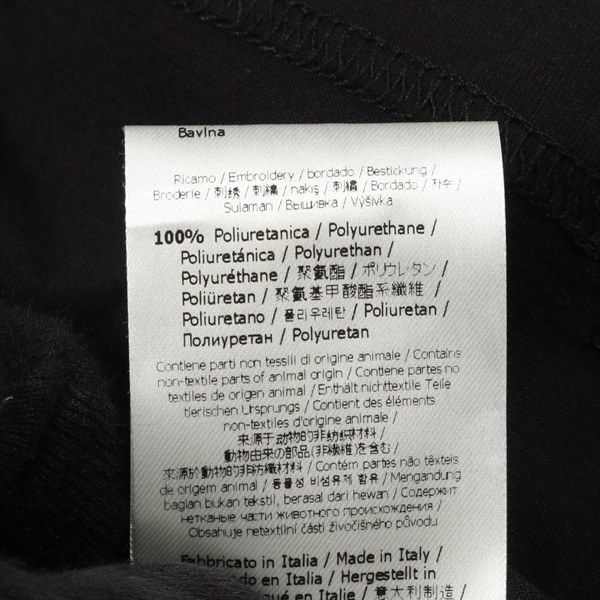 Bavlna
Ricamo / Embroidery / bordado / Bestickung /
Broderie / 刺绣 / 刺繡 / nakış / 刺繍 / Bordado / 자수 /
Sulaman / Вышивка / Výšivka
100% Poliuretanica / Polyurethane /
Poliuretánica / Polyurethan /
Polyuréthane / 聚氨酯 / ポリウレタン /
Poliüretan / 聚氨基甲酸酯系纖維 /
Poliuretano / 폴리우레탄 / Poliuretan /
Полиуретан / Polyuretan
Contiene parti non tessili di origine animale / Contains
non-textile parts of animal origin / Contiene partes no
textiles de origen animal / Enthält nichttextile Teile
tierischen Ursprungs / Contient des éléments
non-textiles d'origine animale /
来源于动物的非纺织材料 /
動物由来の部品(非繊維)を含む /
來源於動物的非紡織材料 / Contém partes não têxteis
de origem animal / 동물성 비섬유제 함유 / Mengandung
bagian bukan tekstil, berasal dari hewan / Содержит
нетканые части животного происхождения /
Obsahuje netextilní části živočišného původu
Fabbricato in Italia / Made in Italy /
en Italia / Hergestellt in
意大利制造 /